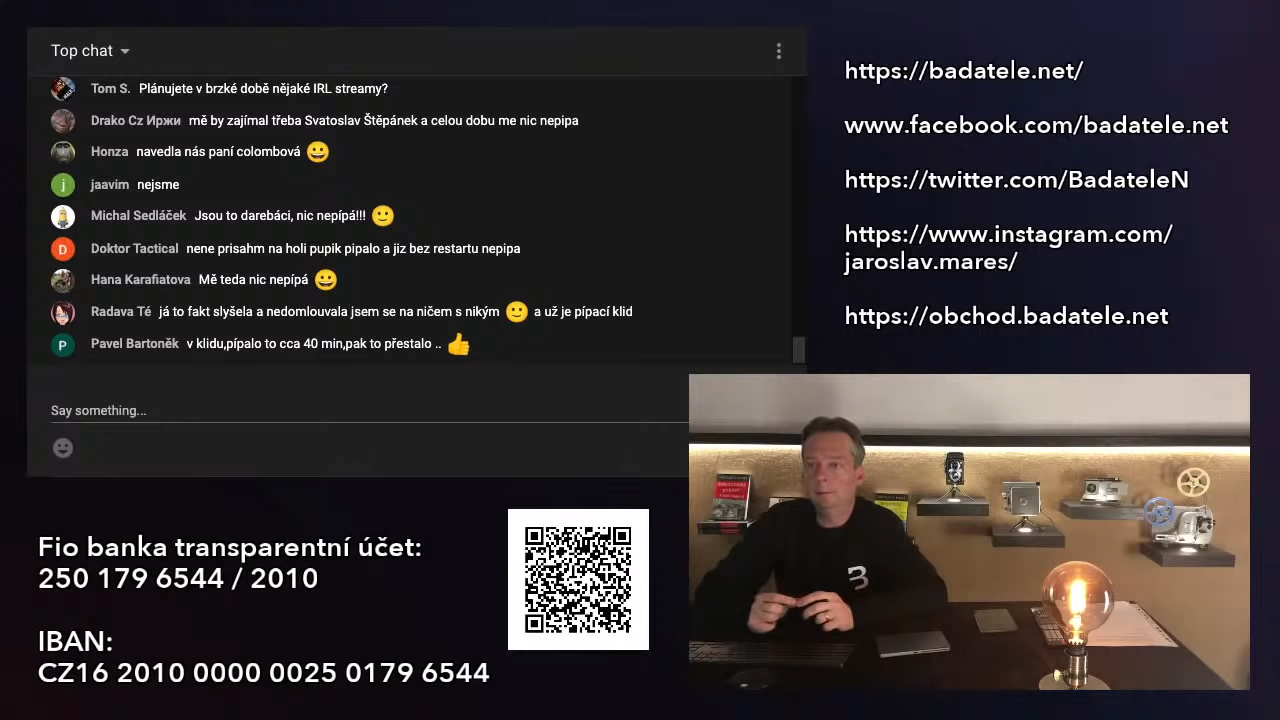 Top chat
Tom S. Plánujete v brzké době nějaké IRL streamy?
Drako Cz Иржи mě by zajímal třeba Svatoslav Štěpánek a celou dobu me nic nepipa
Honza navedla nás paní colombová 😀
j jaavim nejsme
Michal Sedláček Jsou to darebáci, nic nepípá!!! 🙂
D Doktor Tactical nene prisahm na holi pupik pipalo a jiz bez restartu nepipa
Hana Karafiatova Mě teda nic nepípá 😀
Radava Té já to fakt slyšela a nedomlouvala jsem se na ničem s nikým 🙂 a už je pípací klid
P Pavel Bartoněk v klidu,pípalo to cca 40 min,pak to přestalo .. 👍
Say something...
https://badatele.net/
www.facebook.com/badatele.net
https://twitter.com/BadateleN
https://www.instagram.com/
jaroslav.mares/
https://obchod.badatele.net
Fio banka transparentní účet:
250 179 6544 / 2010
IBAN:
CZ16 2010 0000 0025 0179 6544